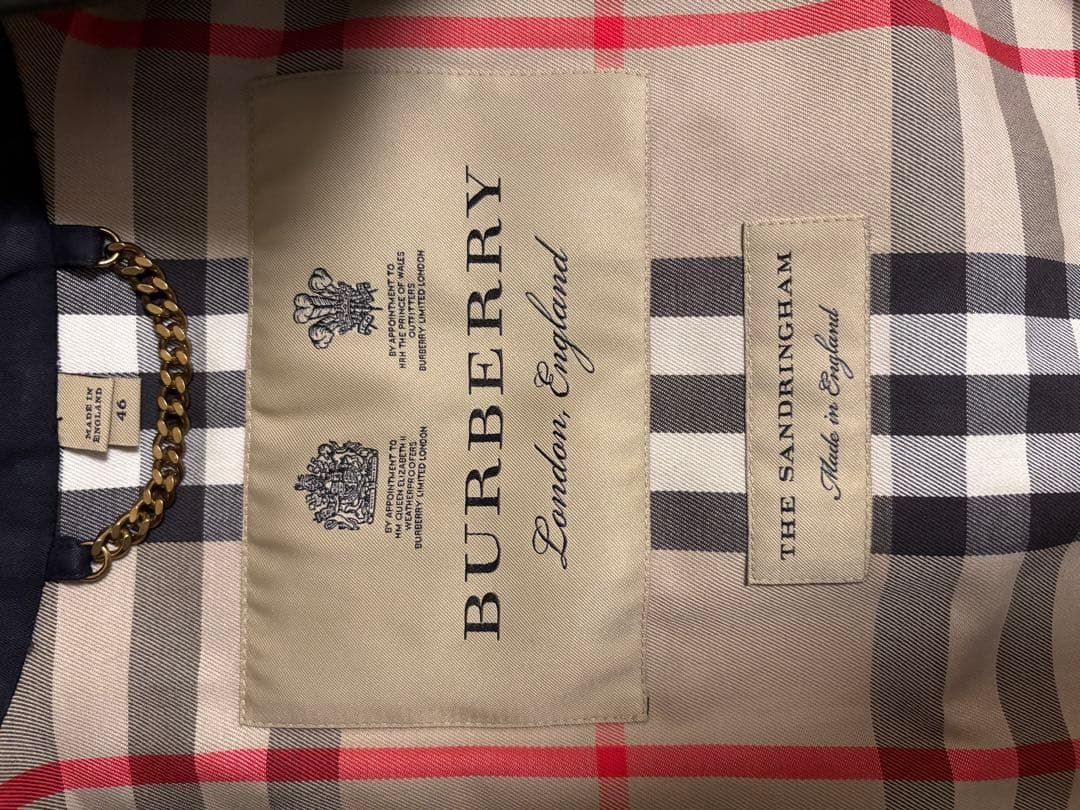 MADE IN
ENGLAND
46
BY APPOINTMENT TO
HM QUEEN ELIZABETH II
WEATHERPROOFERS
BURBERRY LIMITED LONDON
BY APPOINTMENT TO
HRH THE PRINCE OF WALES
OUTFITTERS
BURBERRY LIMITED LONDON
BURBERRY
London, England
THE SANDRINGHAM
Made in England